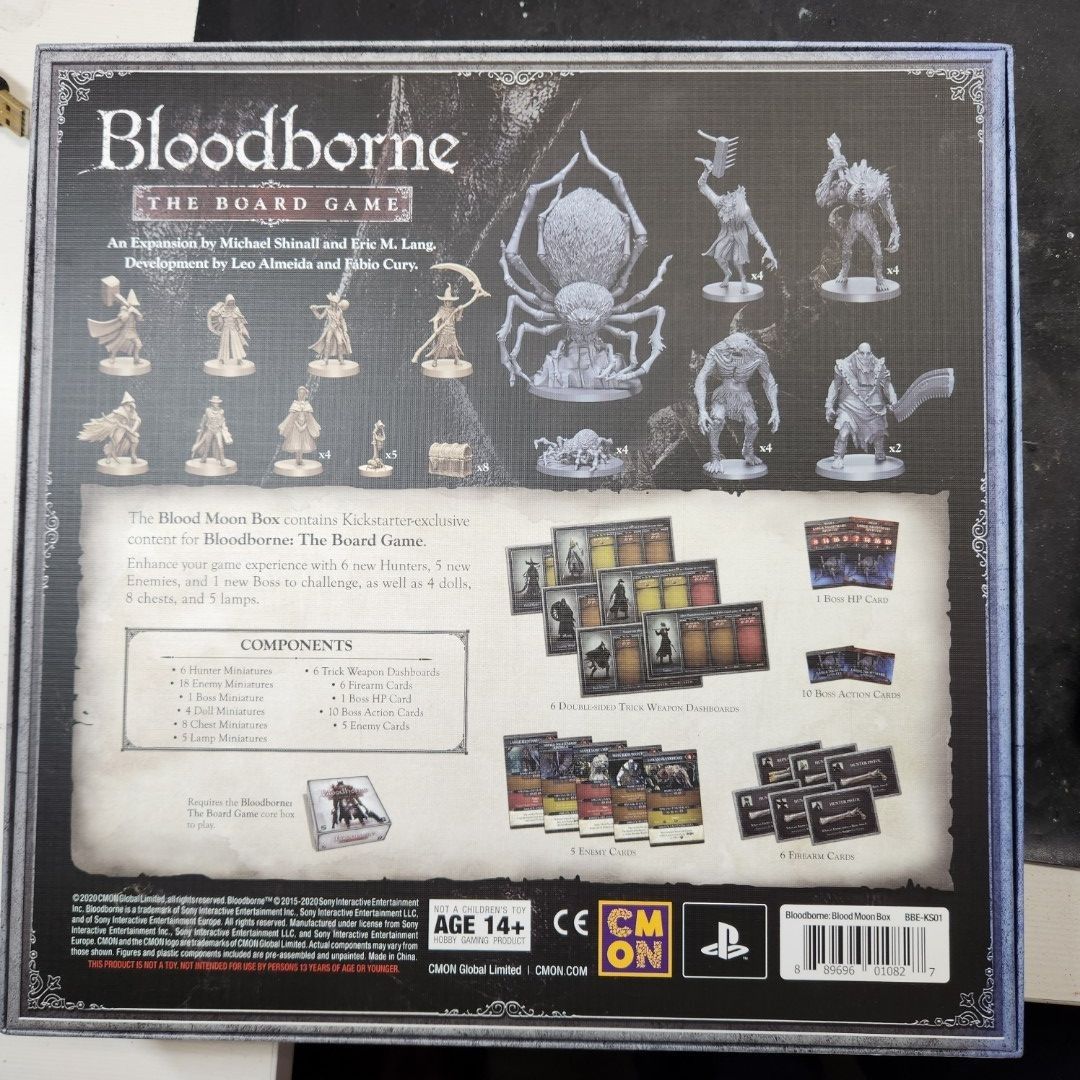 Bloodborne
THE BOARD GAME
An Expansion by Michael Shinall and Eric M. Lang.
Development by Leo Almeida and Fábio Cury.
x4
x4
x4
x5
x8
x4
x4
x2
The Blood Moon Box contains Kickstarter-exclusive
content for Bloodborne: The Board Game.
Enhance your game experience with 6 new Hunters, 5 new
Enemies, and 1 new Boss to challenge, as well as 4 dolls,
8 chests, and 5 lamps.
COMPONENTS
• 6 Hunter Miniatures
• 18 Enemy Miniatures
• 1 Boss Miniature
• 4 Doll Miniatures
• 8 Chest Miniatures
• 5 Lamp Miniatures
• 6 Trick Weapon Dashboards
• 6 Firearm Cards
• 1 Boss HP Card
• 10 Boss Action Cards
• 5 Enemy Cards
Requires the Bloodborne:
The Board Game core box
to play.
Bloodborne
6 Double-sided Trick Weapon Dashboards
1 Boss HP Card
10 Boss Action Cards
5 Enemy Cards
Hunter Pistol
Hunter Pistol
Hunter Pistol
6 Firearm Cards
© 2020 CMON Global Limited, all rights reserved. Bloodborne™ © 2015-2020 Sony Interactive Entertainment
Inc. Bloodborne is a trademark of Sony Interactive Entertainment Inc., Sony Interactive Entertainment LLC,
and of Sony Interactive Entertainment Europe. All rights reserved. Manufactured under license from Sony
Interactive Entertainment Inc., Sony Interactive Entertainment LLC, and Sony Interactive Entertainment
Europe. CMON and the CMON logo are trademarks of CMON Global Limited. Actual components may vary from
those shown. Figures and plastic components are pre-assembled and unpainted. Made in China.
THIS PRODUCT IS NOT A TOY. NOT INTENDED FOR USE BY PERSONS 13 YEARS OF AGE OR YOUNGER.
NOT A CHILDREN'S TOY
AGE 14+
HOBBY GAMING PRODUCT
CMON Global Limited | CMON.COM
CE
CM
ON
Bloodborne: Blood Moon Box BBE-KS01
8 89696 01082 7